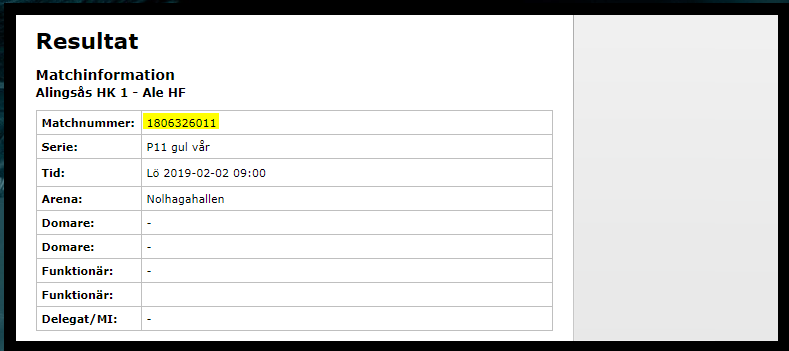 Resultat
Matchinformation
Alingsås HK 1 - Ale HF
Matchnummer: 1806326011
Serie: P11 gul vår
Tid: Lö 2019-02-02 09:00
Arena: Nolhagahallen
Domare: -
Domare: -
Funktionär: -
Funktionär:
Delegat/MI: -